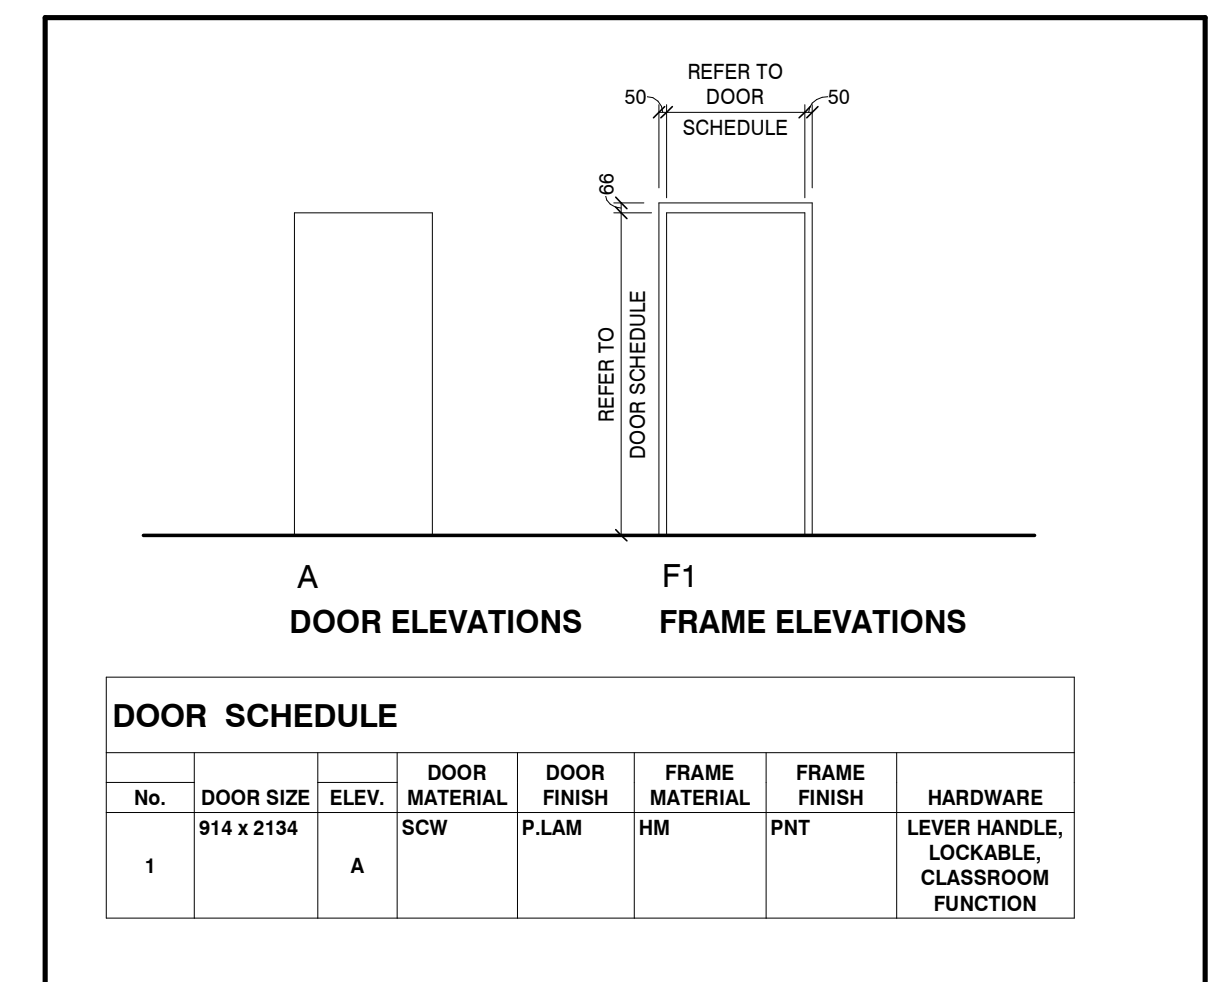 REFER TO
50 DOOR 50
SCHEDULE
66
REFER TO
DOOR SCHEDULE
A
DOOR ELEVATIONS
F1
FRAME ELEVATIONS
DOOR SCHEDULE
No. DOOR SIZE ELEV. DOOR MATERIAL DOOR FINISH FRAME MATERIAL FRAME FINISH HARDWARE
1 914 x 2134 A SCW P.LAM HM PNT LEVER HANDLE,
LOCKABLE,
CLASSROOM
FUNCTION